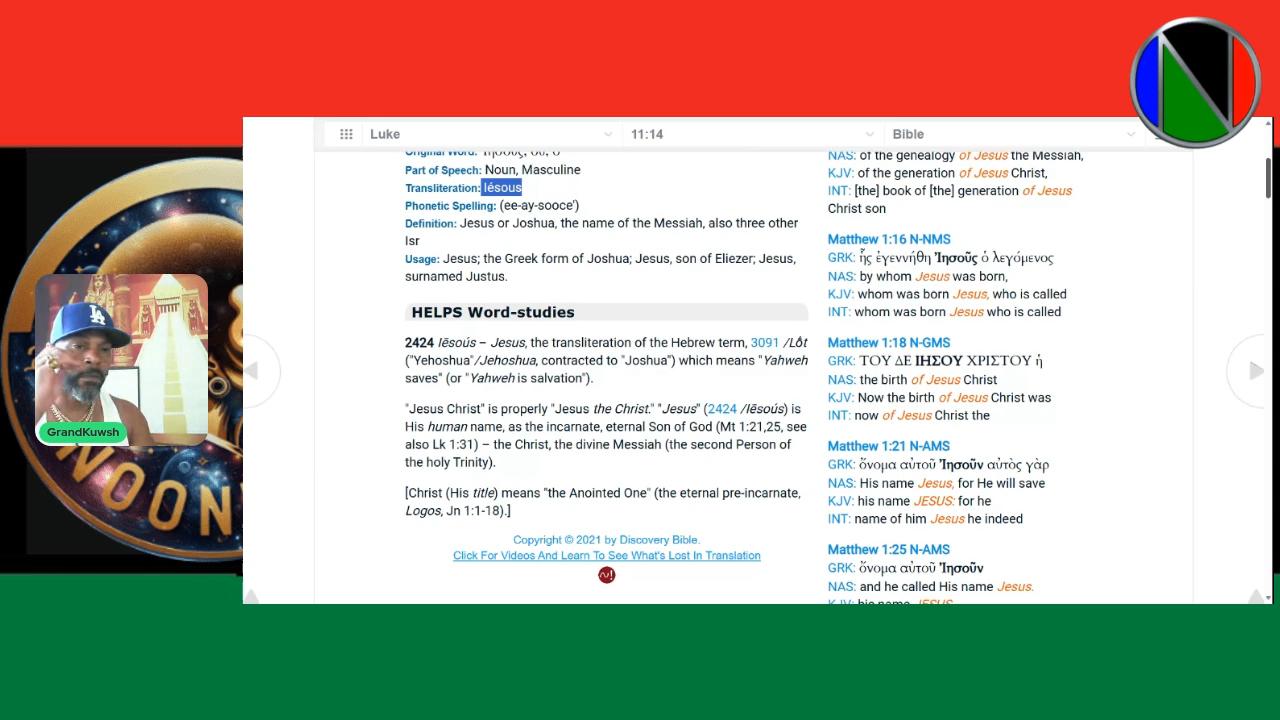 Luke
11:14
Bible
Original Word: Ἰησοῦς, οῦ, ὁ
Part of Speech: Noun, Masculine
Transliteration: Iésous
Phonetic Spelling: (ee-ay-sooce')
Definition: Jesus or Joshua, the name of the Messiah, also three other
Isr
Usage: Jesus; the Greek form of Joshua; Jesus, son of Eliezer; Jesus,
surnamed Justus.
HELPS Word-studies
2424 Iēsoús – Jesus, the transliteration of the Hebrew term, 3091 /Lṓt
("Yehoshua"/Jehoshua, contracted to "Joshua") which means "Yahweh
saves" (or "Yahweh is salvation").
"Jesus Christ" is properly "Jesus the Christ." "Jesus" (2424 /Iēsoús) is
His human name, as the incarnate, eternal Son of God (Mt 1:21,25, see
also Lk 1:31) – the Christ, the divine Messiah (the second Person of
the holy Trinity).
[Christ (His title) means "the Anointed One" (the eternal pre-incarnate,
Logos, Jn 1:1-18).]
Copyright © 2021 by Discovery Bible.
Click For Videos And Learn To See What's Lost In Translation
NAS: of the genealogy of Jesus the Messiah,
KJV: of the generation of Jesus Christ,
INT: [the] book of [the] generation of Jesus
Christ son
Matthew 1:16 N-NMS
GRK: ἧς ἐγεννήθη Ἰησοῦς ὁ λεγόμενος
NAS: by whom Jesus was born,
KJV: whom was born Jesus, who is called
INT: whom was born Jesus who is called
Matthew 1:18 N-GMS
GRK: ΤΟΥ ΔΕ ΙΗΣΟΥ ΧΡΙΣΤΟΥ ἡ
NAS: the birth of Jesus Christ
KJV: Now the birth of Jesus Christ was
INT: now of Jesus Christ the
Matthew 1:21 N-AMS
GRK: ὄνομα αὐτοῦ Ἰησοῦν αὐτὸς γὰρ
NAS: His name Jesus, for He will save
KJV: his name JESUS: for he
INT: name of him Jesus he indeed
Matthew 1:25 N-AMS
GRK: ὄνομα αὐτοῦ Ἰησοῦν
NAS: and he called His name Jesus.
KJV: his name JESUS.
GrandKuwsh
LA
NOON
N